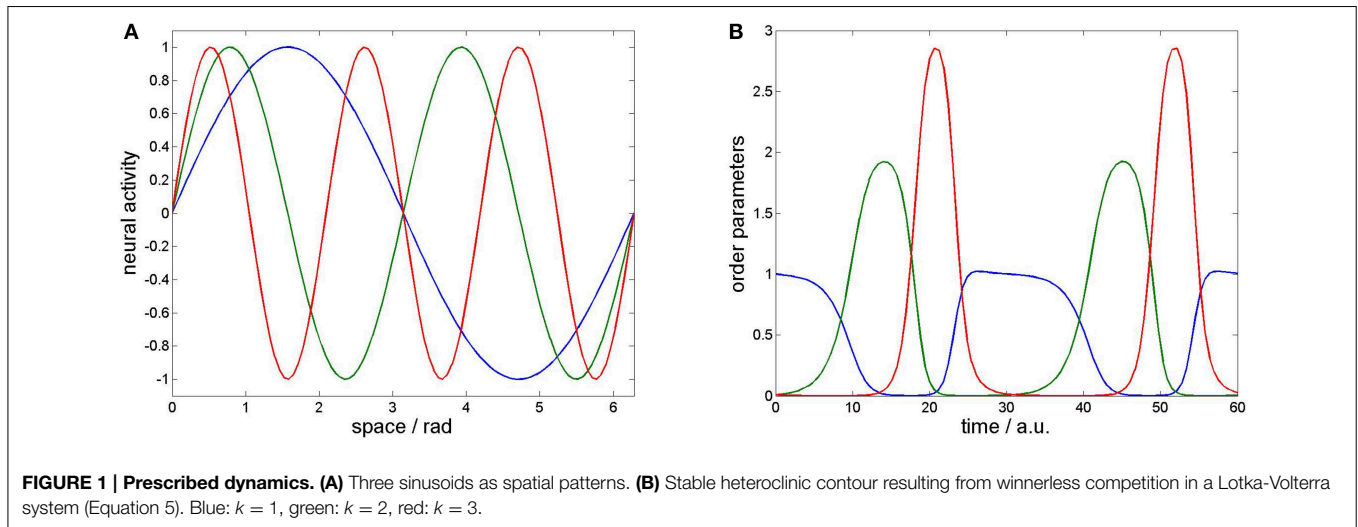 A
1
0.8
0.6
0.4
0.2
0
-0.2
-0.4
-0.6
-0.8
-1
neural activity
0 1 2 3 4 5 6
space / rad
B
3
2.5
2
1.5
1
0.5
0
order parameters
0 10 20 30 40 50 60
time / a.u.
FIGURE 1 | Prescribed dynamics. (A) Three sinusoids as spatial patterns. (B) Stable heteroclinic contour resulting from winnerless competition in a Lotka-Volterra
system (Equation 5). Blue: k = 1, green: k = 2, red: k = 3.